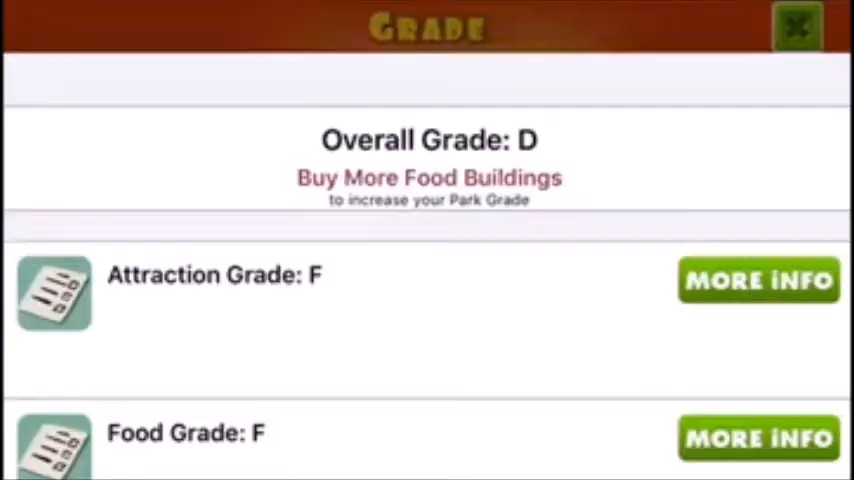 GRADE
Overall Grade: D
Buy More Food Buildings
to increase your Park Grade
Attraction Grade: F
MORE iNFO
Food Grade: F
MORE iNFO